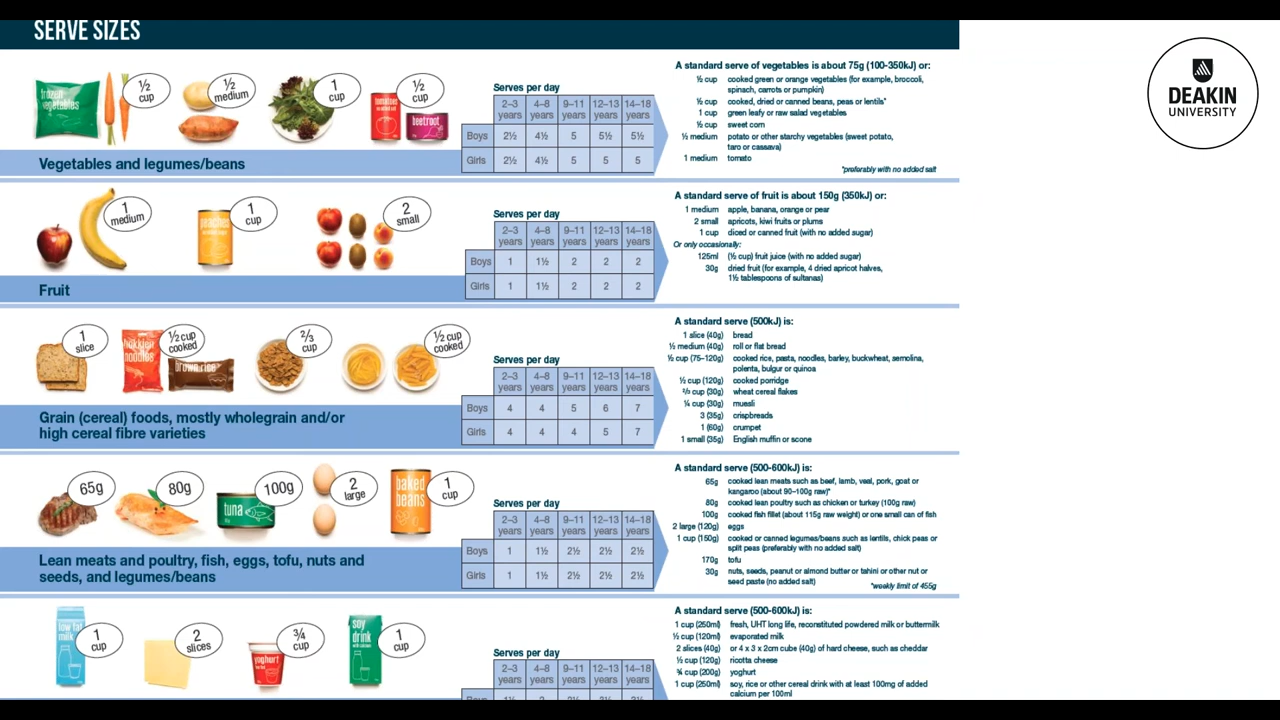 SERVE SIZES
DEAKIN
UNIVERSITY
frozen
vegetables
½
cup
½
medium
1
cup
½
cup
tomatoes
beetroot
Vegetables and legumes/beans
Serves per day
2–3 4–8 9–11 12–13 14–18
years years years years years
Boys 2½ 4½ 5 5½ 5½
Girls 2½ 4½ 5 5 5
A standard serve of vegetables is about 75g (100-350kJ) or:
½ cup cooked green or orange vegetables (for example, broccoli,
spinach, carrots or pumpkin)
½ cup cooked, dried or canned beans, peas or lentils*
1 cup green leafy or raw salad vegetables
½ cup sweet corn
½ medium potato or other starchy vegetables (sweet potato,
taro or cassava)
1 medium tomato
*preferably with no added salt
1
medium
peaches
1
cup
2
small
Fruit
Serves per day
2–3 4–8 9–11 12–13 14–18
years years years years years
Boys 1 1½ 2 2 2
Girls 1 1½ 2 2 2
A standard serve of fruit is about 150g (350kJ) or:
1 medium apple, banana, orange or pear
2 small apricots, kiwi fruits or plums
1 cup diced or canned fruit (with no added sugar)
Or only occasionally:
125ml (½ cup) fruit juice (with no added sugar)
30g dried fruit (for example, 4 dried apricot halves,
1½ tablespoons of sultanas)
1
slice
hokkien
noodles
½ cup
cooked
brown rice
⅔
cup
½ cup
cooked
Grain (cereal) foods, mostly wholegrain and/or
high cereal fibre varieties
Serves per day
2–3 4–8 9–11 12–13 14–18
years years years years years
Boys 4 4 5 6 7
Girls 4 4 4 5 7
A standard serve (500kJ) is:
1 slice (40g) bread
½ medium (40g) roll or flat bread
½ cup (75–120g) cooked rice, pasta, noodles, barley, buckwheat, semolina,
polenta, bulgur or quinoa
½ cup (120g) cooked porridge
⅔ cup (30g) wheat cereal flakes
¼ cup (30g) muesli
3 (35g) crispbreads
1 (60g) crumpet
1 small (35g) English muffin or scone
65g
80g
tuna
100g
2
large
baked
beans
1
cup
Lean meats and poultry, fish, eggs, tofu, nuts and
seeds, and legumes/beans
Serves per day
2–3 4–8 9–11 12–13 14–18
years years years years years
Boys 1 1½ 2½ 2½ 2½
Girls 1 1½ 2½ 2½ 2½
A standard serve (500-600kJ) is:
65g cooked lean meats such as beef, lamb, veal, pork, goat or
kangaroo (about 90–100g raw)*
80g cooked lean poultry such as chicken or turkey (100g raw)
100g cooked fish fillet (about 115g raw weight) or one small can of fish
2 large (120g) eggs
1 cup (150g) cooked or canned legumes/beans such as lentils, chick peas or
split peas (preferably with no added salt)
170g tofu
30g nuts, seeds, peanut or almond butter or tahini or other nut or
seed paste (no added salt)
*weekly limit of 455g
low fat
milk
1
cup
2
slices
yoghurt
¾
cup
soy
drink
1
cup
Serves per day
2–3 4–8 9–11 12–13 14–18
years years years years years
A standard serve (500-600kJ) is:
1 cup (250ml) fresh, UHT long life, reconstituted powdered milk or buttermilk
½ cup (120ml) evaporated milk
2 slices (40g) or 4 x 3 x 2cm cube (40g) of hard cheese, such as cheddar
½ cup (120g) ricotta cheese
¾ cup (200g) yoghurt
1 cup (250ml) soy, rice or other cereal drink with at least 100mg of added
calcium per 100ml